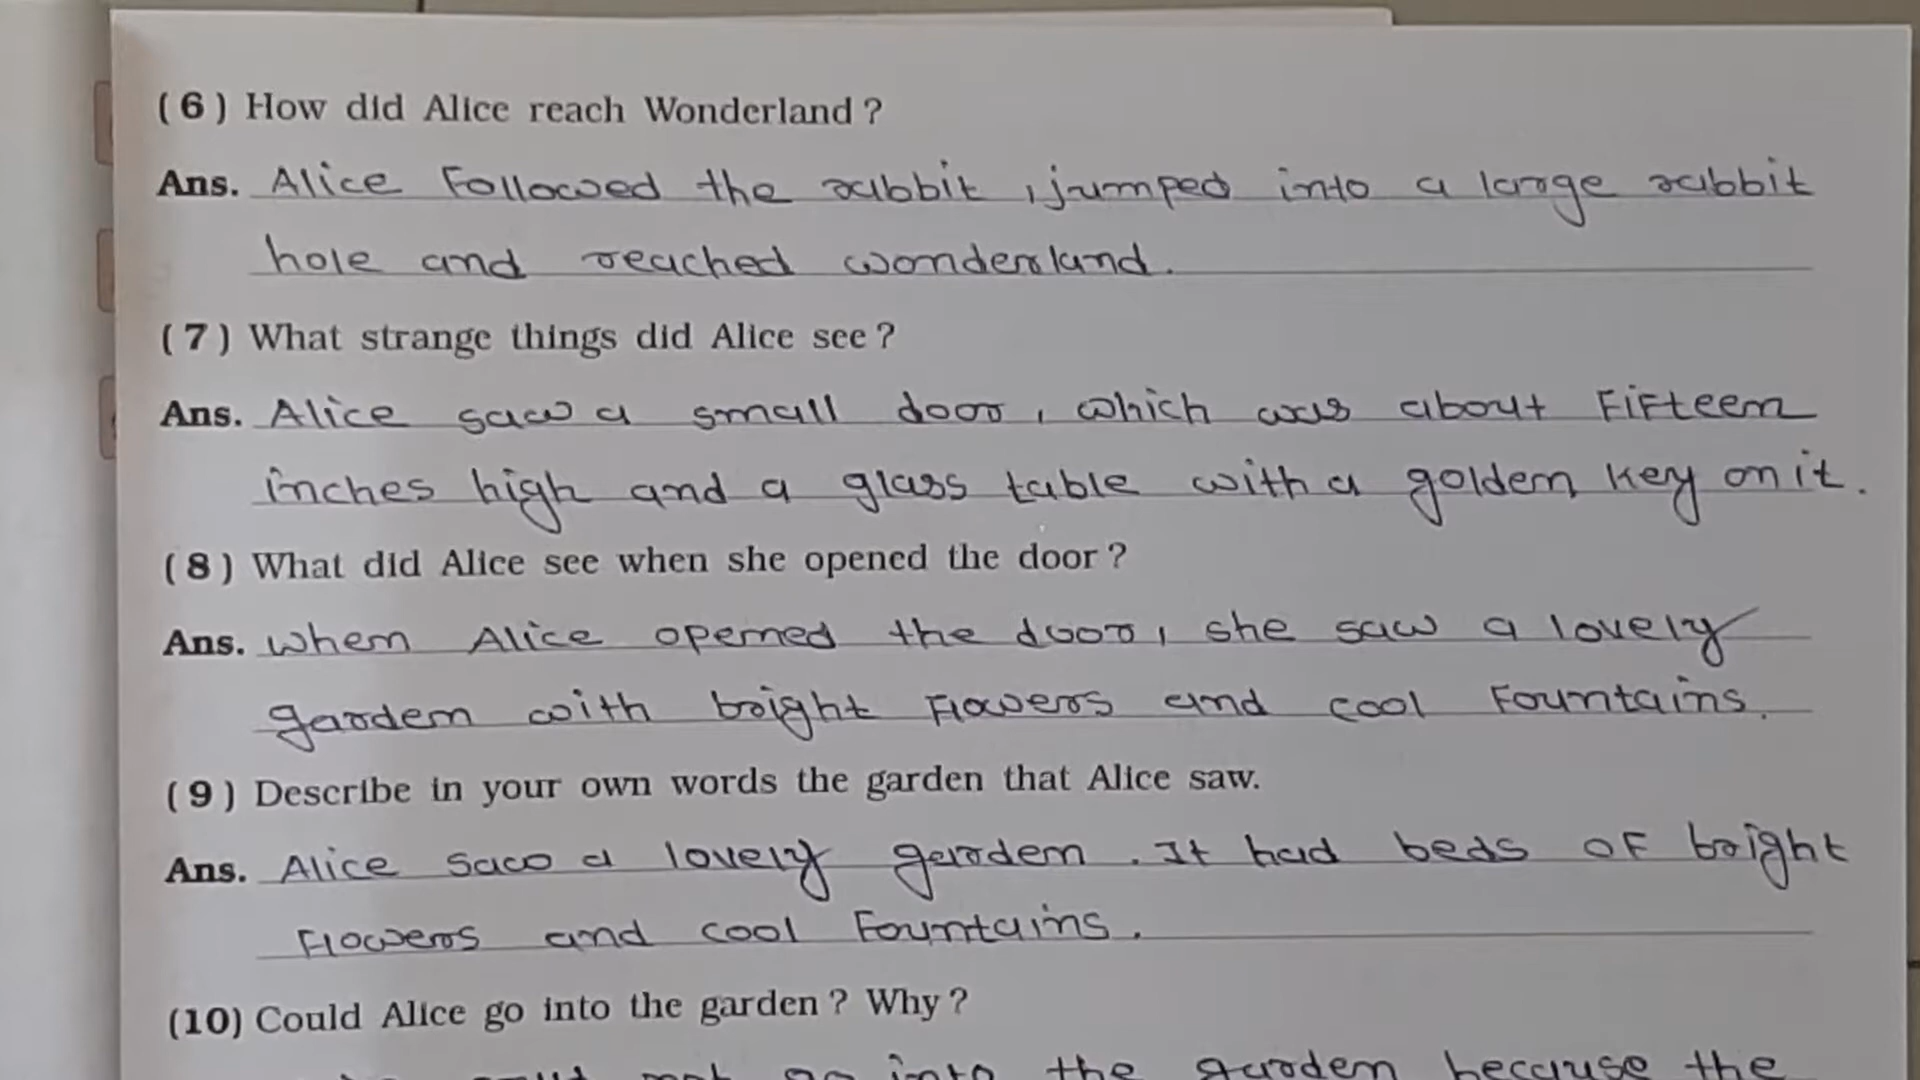 (6) How did Alice reach Wonderland?
Ans. Alice Followed the rabbit, jumped into a large rabbit
hole and reached wonderland.
(7) What strange things did Alice see?
Ans. Alice saw a small door, which was about Fifteen
inches high and a glass table with a golden key on it.
(8) What did Alice see when she opened the door?
Ans. when Alice opened the door, she saw a lovely
garden with bright Flowers and cool Fountains.
(9) Describe in your own words the garden that Alice saw.
Ans. Alice saw a lovely garden. It had beds of bright
Flowers and cool Fountains.
(10) Could Alice go into the garden? Why?
not go into the garden because the